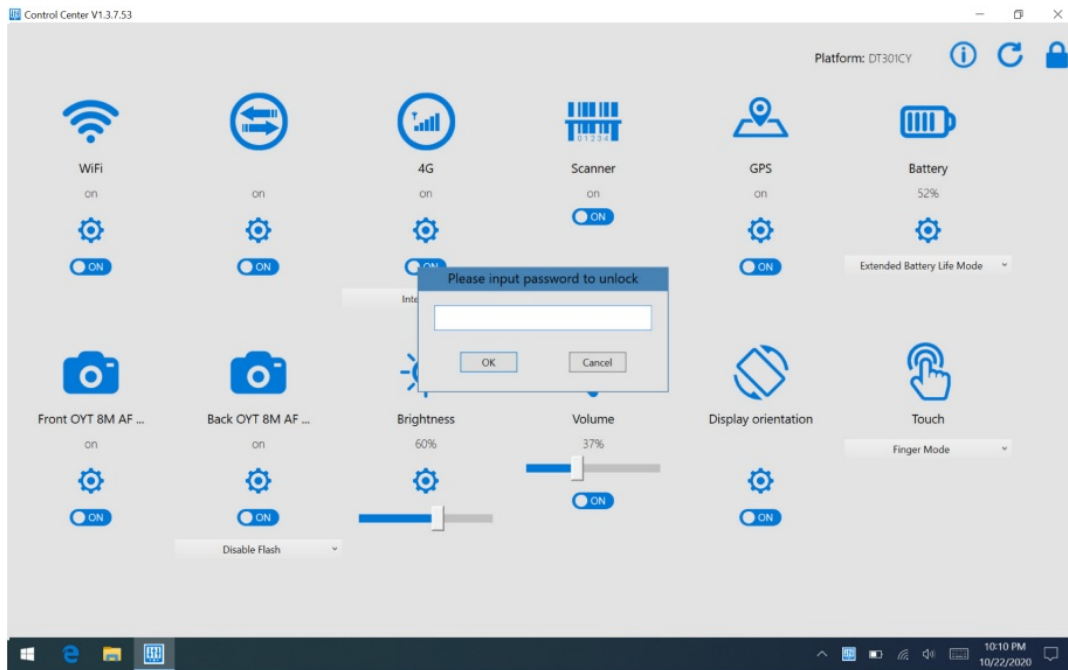 Control Center V1.3.7.53
Platform: DT301CY
WiFi
4G
Scanner
GPS
Battery
on
on
on
on
on
52%
ON
ON
ON
ON
ON
Extended Battery Life Mode
Please input password to unlock
OK
Cancel
Front OYT 8M AF ...
Back OYT 8M AF ...
Brightness
Volume
Display orientation
Touch
on
on
60%
37%
Finger Mode
ON
ON
ON
ON
Disable Flash
10:10 PM
10/22/2020